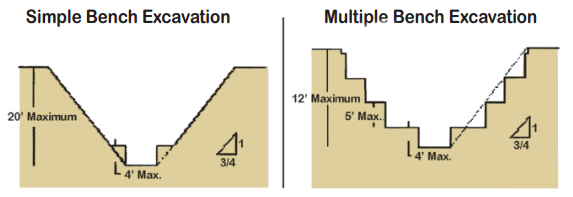 Simple Bench Excavation
20' Maximum
4' Max.
1
3/4
Multiple Bench Excavation
12' Maximum
5' Max.
4' Max.
1
3/4